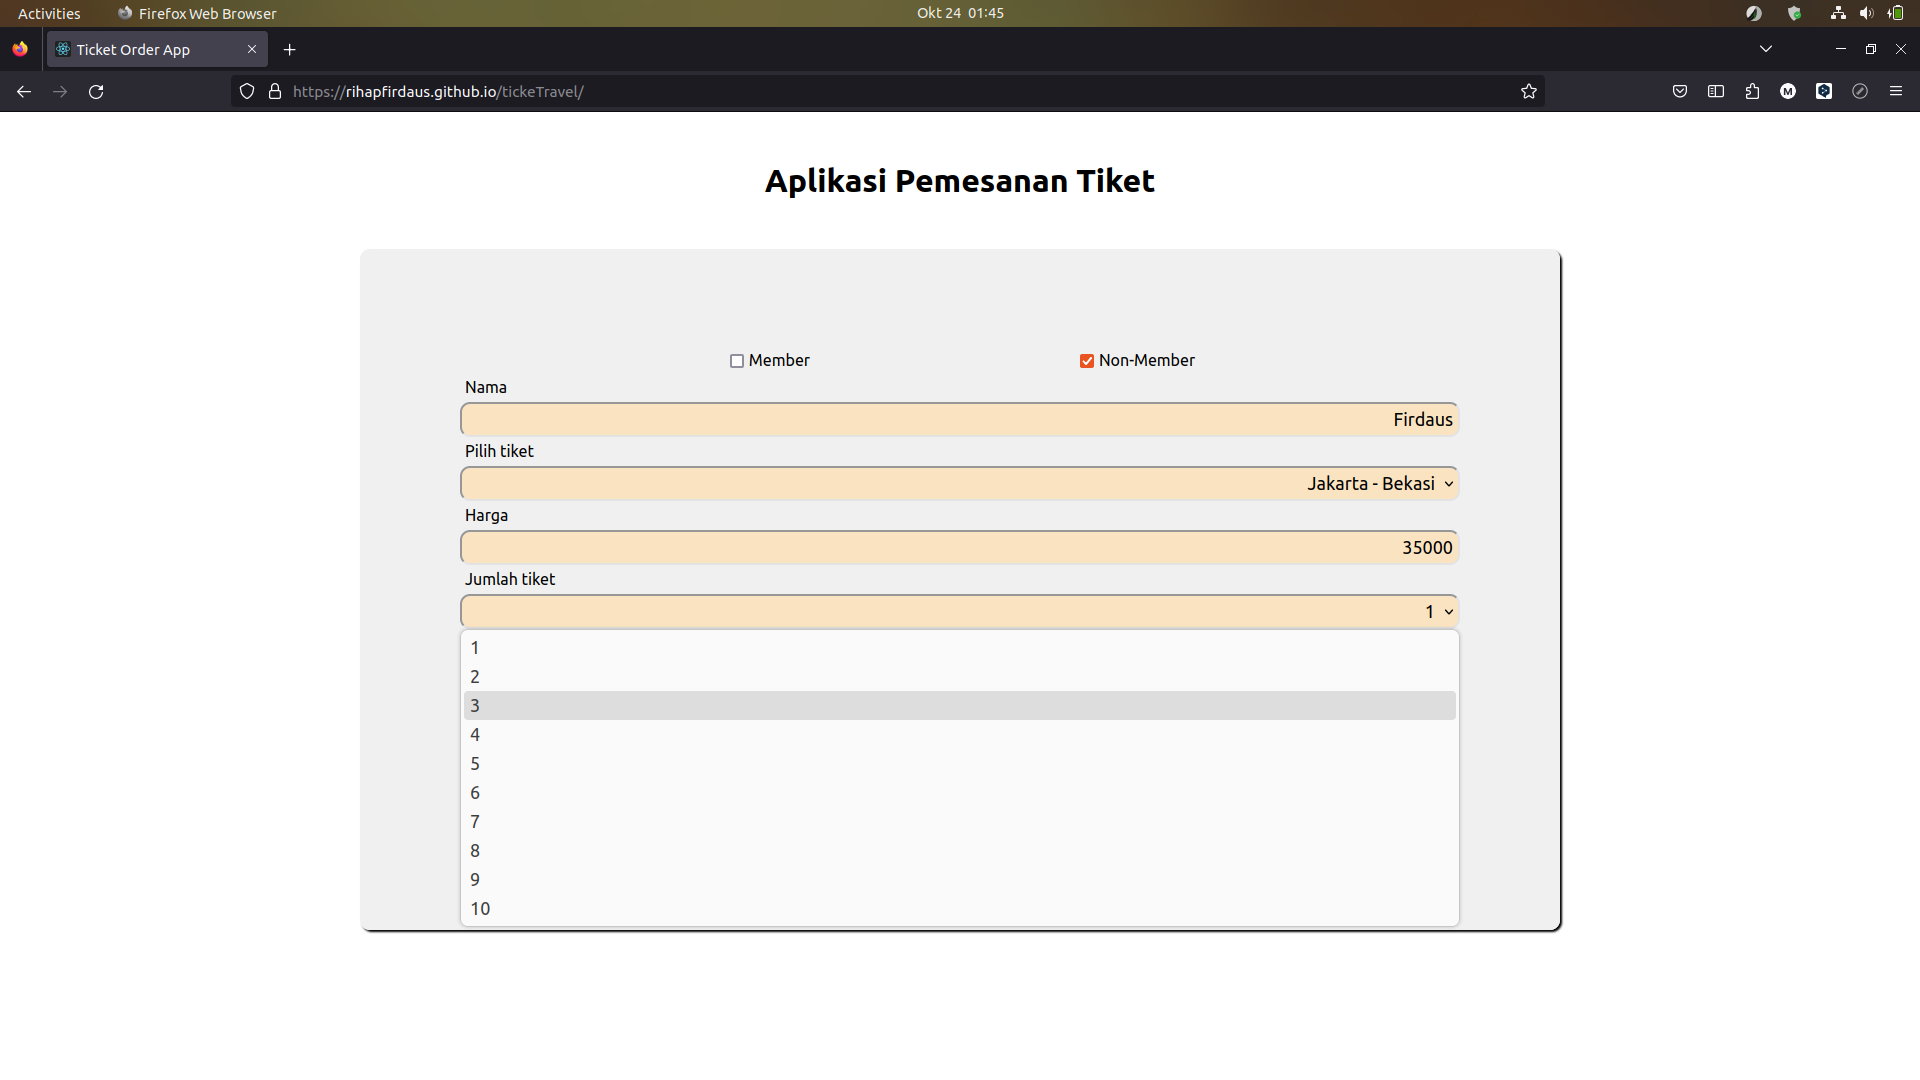 Activities Firefox Web Browser Okt 24 01:45
Ticket Order App
https://rihapfirdaus.github.io/tickeTravel/
Aplikasi Pemesanan Tiket
Member Non-Member
Nama
Firdaus
Pilih tiket
Jakarta - Bekasi
Harga
35000
Jumlah tiket
1
1
2
3
4
5
6
7
8
9
10